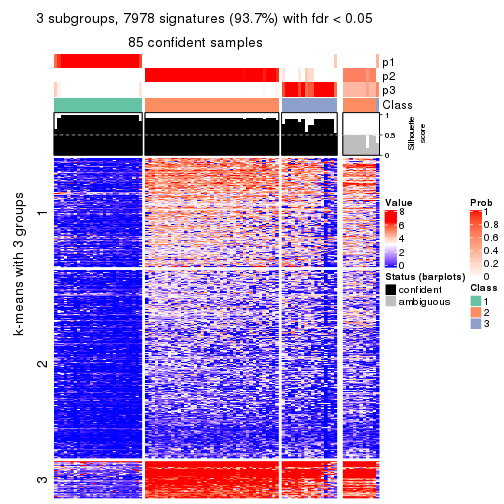 3 subgroups, 7978 signatures (93.7%) with fdr < 0.05
85 confident samples
p1
p2
p3
Class
1
0.5
0
Silhouette
score
k-means with 3 groups
1
2
3
Value
8
6
4
2
0
Status (barplots)
confident
ambiguous
Prob
1
0.8
0.6
0.4
0.2
0
Class
1
2
3